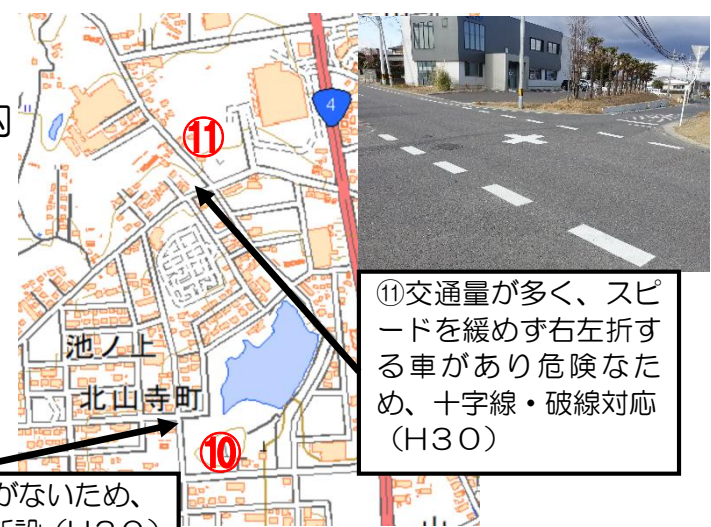 ⑪
4
池ノ上
北山寺町
⑩
⑪交通量が多く、スピ
ードを緩めず右左折す
る車があり危険なた
め、十字線・破線対応
（H30）
がないため、